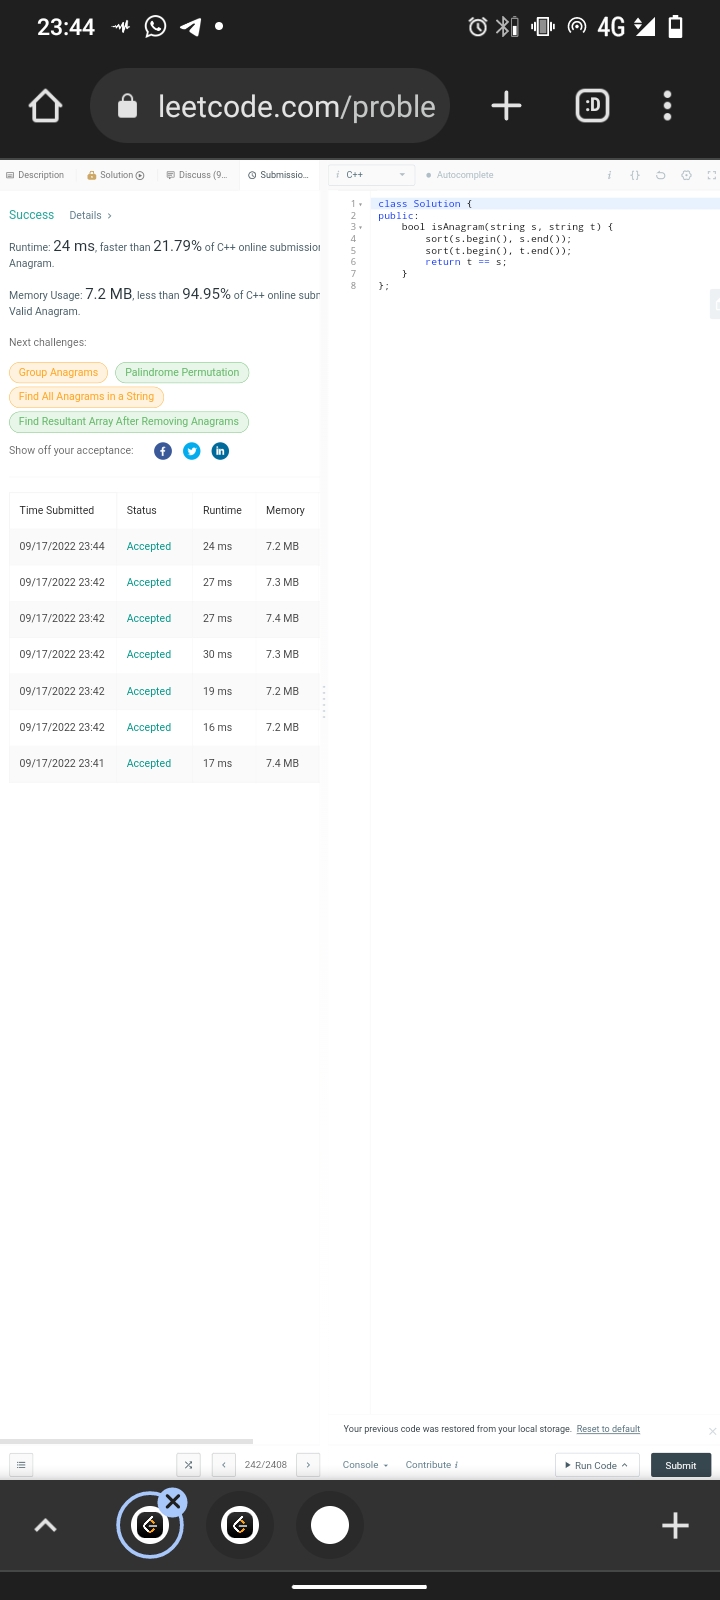 23:44
4G
leetcode.com/proble
:D
Description
Solution
Discuss (9...
Submissio...
i C++
Autocomplete
i {}
Success Details >
Runtime: 24 ms, faster than 21.79% of C++ online submission
Anagram.
Memory Usage: 7.2 MB, less than 94.95% of C++ online subm
Valid Anagram.
Next challenges:
Group Anagrams
Palindrome Permutation
Find All Anagrams in a String
Find Resultant Array After Removing Anagrams
Show off your acceptance:
Time Submitted Status Runtime Memory
09/17/2022 23:44 Accepted 24 ms 7.2 MB
09/17/2022 23:42 Accepted 27 ms 7.3 MB
09/17/2022 23:42 Accepted 27 ms 7.4 MB
09/17/2022 23:42 Accepted 30 ms 7.3 MB
09/17/2022 23:42 Accepted 19 ms 7.2 MB
09/17/2022 23:42 Accepted 16 ms 7.2 MB
09/17/2022 23:41 Accepted 17 ms 7.4 MB
1 class Solution {
2 public:
3 bool isAnagram(string s, string t) {
4 sort(s.begin(), s.end());
5 sort(t.begin(), t.end());
6 return t == s;
7 }
8 };
Your previous code was restored from your local storage. Reset to default
242/2408
Console
Contribute i
Run Code
Submit